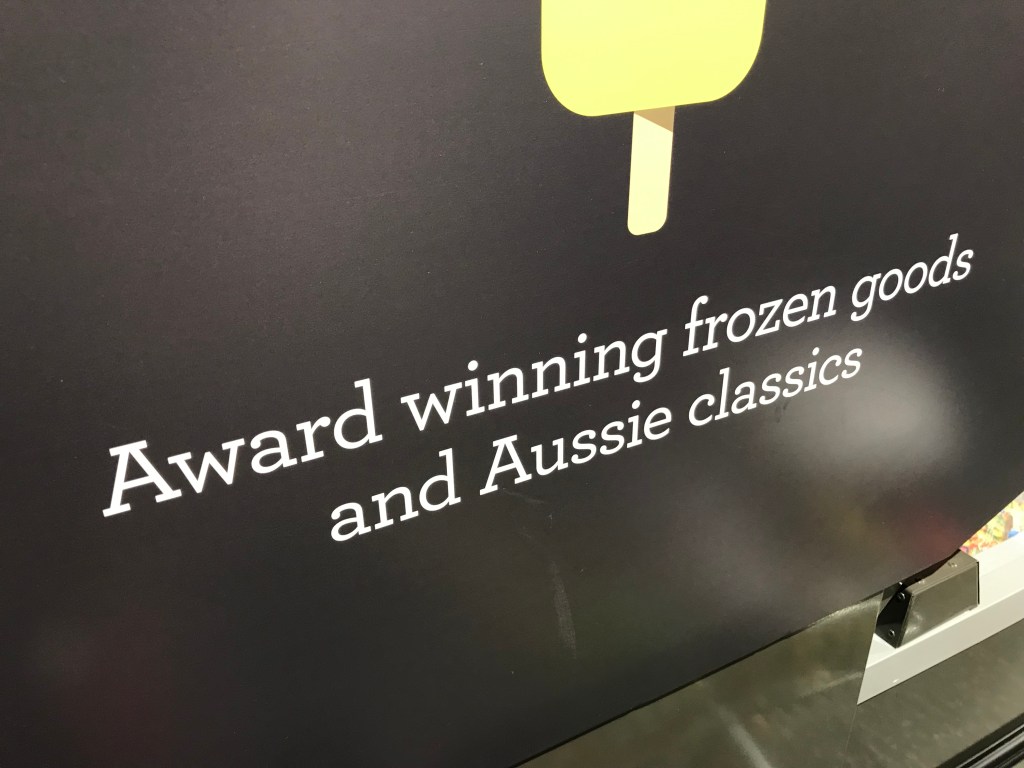 Award winning frozen goods
and Aussie classics